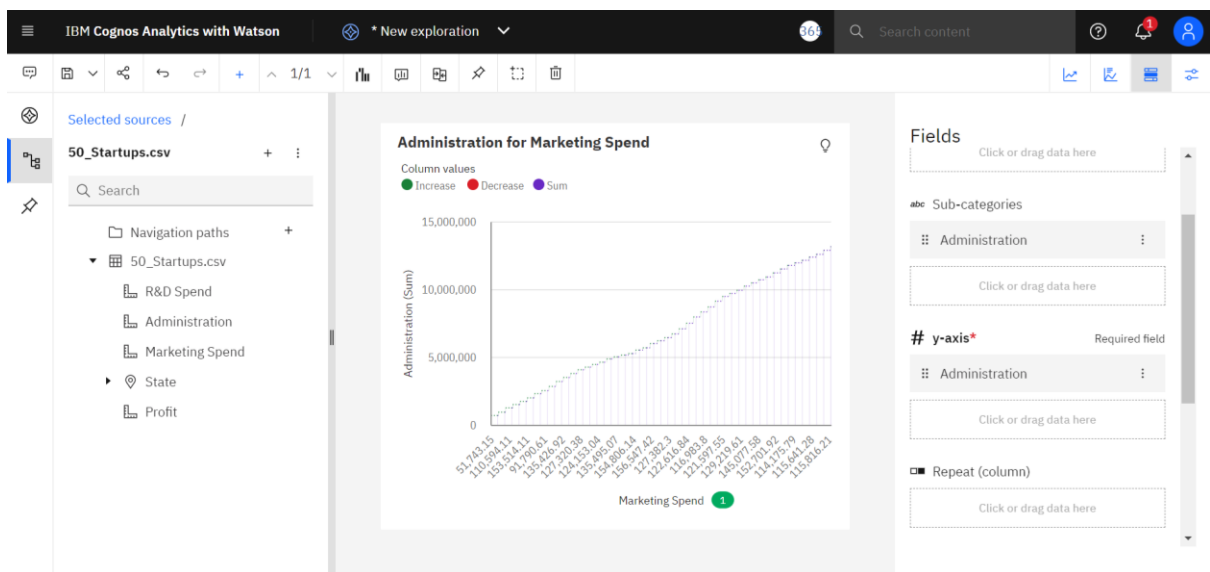 IBM Cognos Analytics with Watson
* New exploration
365
Search content
1
1/1
Selected sources /
50_Startups.csv
Search
Navigation paths
50_Startups.csv
R&D Spend
Administration
Marketing Spend
State
Profit
Administration for Marketing Spend
Column values
Increase Decrease Sum
15,000,000
10,000,000
5,000,000
0
Administration (Sum)
51,743.15
110,594.11
153,514.11
91,790.61
135,426.92
127,320.38
124,153.04
135,495.07
154,806.14
156,547.42
127,382.3
122,616.84
116,983.8
121,597.55
129,219.61
145,077.58
152,701.92
114,175.79
115,641.28
115,816.21
Marketing Spend 1
Fields
Click or drag data here
abc Sub-categories
Administration
Click or drag data here
# y-axis* Required field
Administration
Click or drag data here
Repeat (column)
Click or drag data here